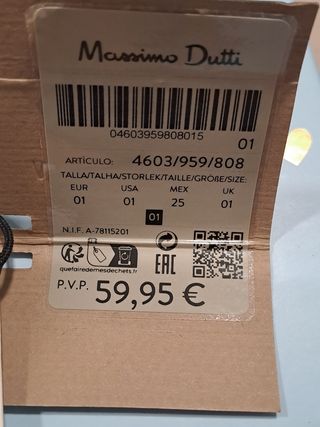 Massimo Dutti
04603959808015
01
ARTÍCULO: 4603/959/808
TALLA/TALHA/STORLEK/TAILLE/GRÖßE/SIZE:
EUR USA MEX UK
01 01 25 01
01
N.I.F. A-78115201
EAC
quefairedemesdechets.fr
P.V.P. 59,95 €